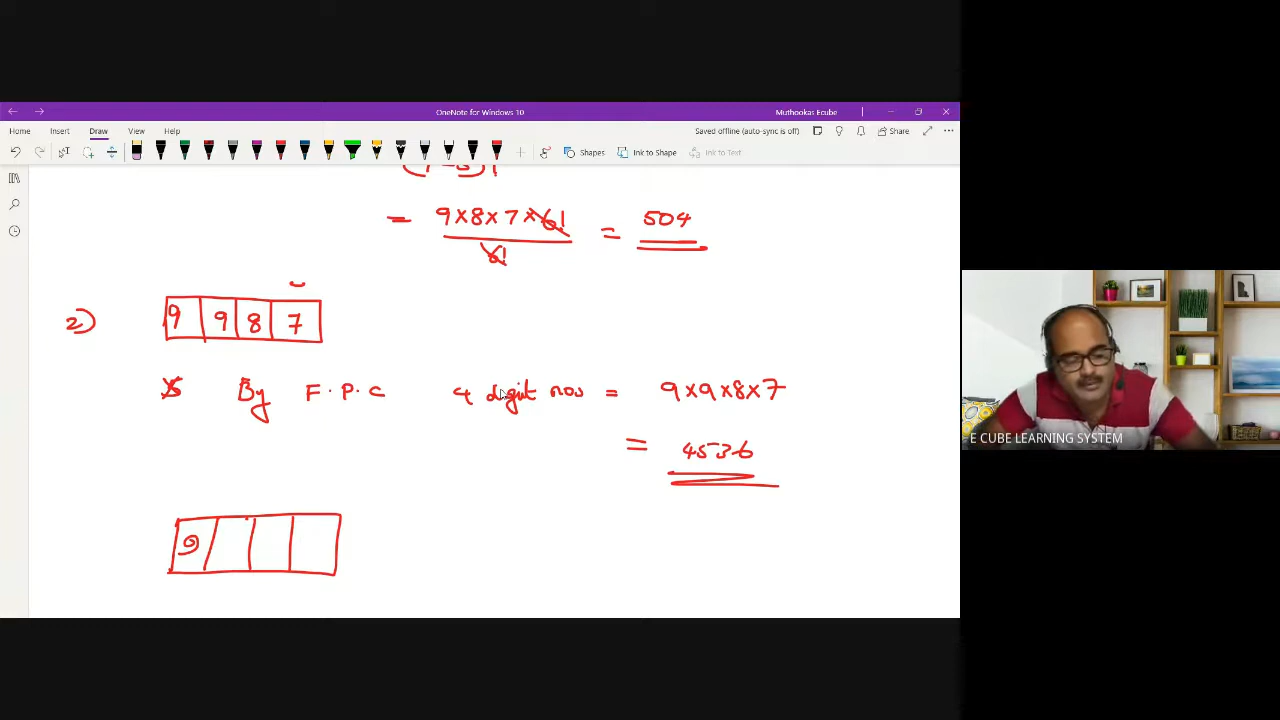 OneNote for Windows 10
Muthookas Ecube
Home Insert Draw View Help
Saved offline (auto-sync is off) Share
Shapes Ink to Shape Ink to Text
= 9×8×7×6! / 6! = 504
2) 9 9 8 7
By F.P.C 4 digit nos = 9×9×8×7
= 4536
9
E CUBE LEARNING SYSTEM